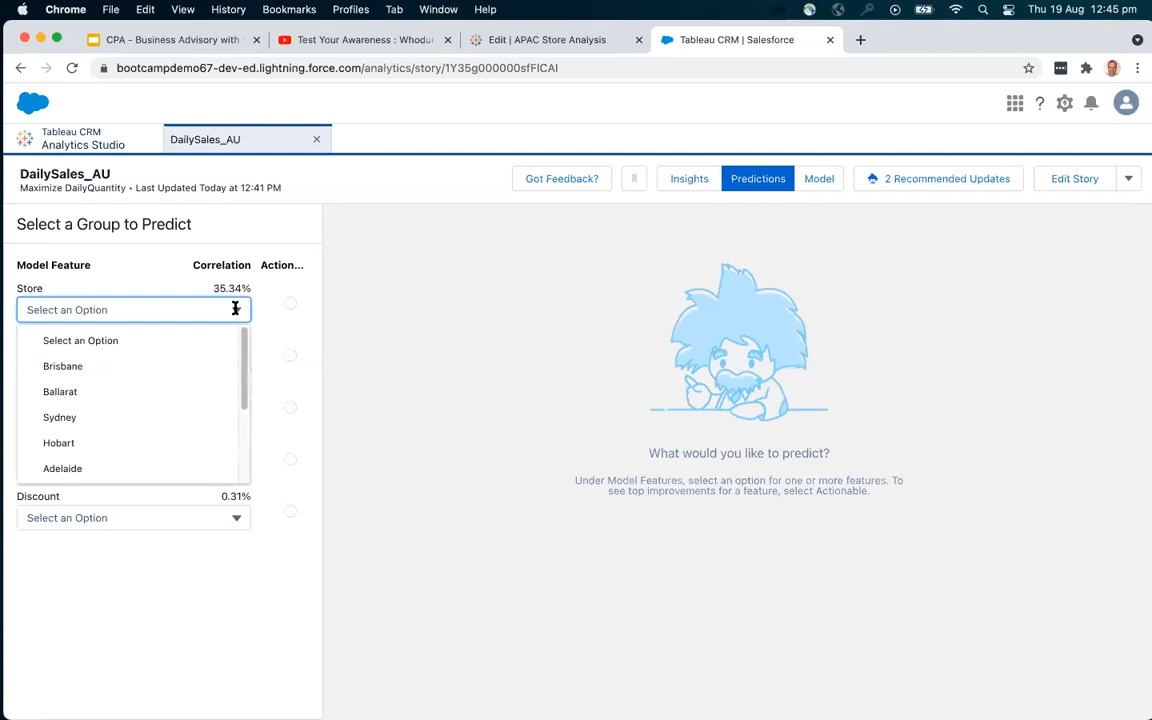 Chrome File Edit View History Bookmarks Profiles Tab Window Help Thu 19 Aug 12:45 pm
CPA - Business Advisory with Test Your Awareness : Whodu Edit | APAC Store Analysis Tableau CRM | Salesforce
bootcampdemo67-dev-ed.lightning.force.com/analytics/story/1Y35g000000sfFICAI
Tableau CRM
Analytics Studio
DailySales_AU
DailySales_AU
Maximize DailyQuantity • Last Updated Today at 12:41 PM
Got Feedback? Insights Predictions Model 2 Recommended Updates Edit Story
Select a Group to Predict
Model Feature Correlation Action...
Store 35.34%
Select an Option
Select an Option
Brisbane
Ballarat
Sydney
Hobart
Adelaide
Discount 0.31%
Select an Option
What would you like to predict?
Under Model Features, select an option for one or more features. To
see top improvements for a feature, select Actionable.